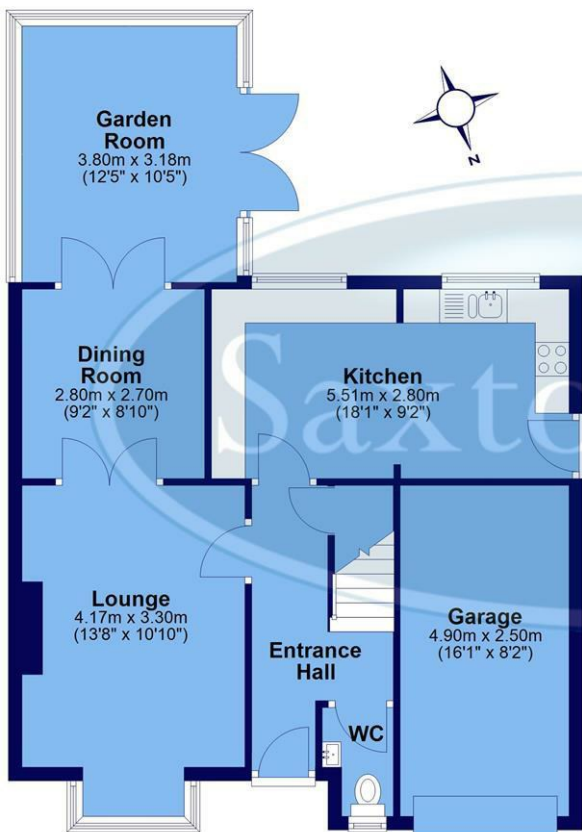 Garden
Room
3.80m x 3.18m
(12'5" x 10'5")
N
Dining
Room
2.80m x 2.70m
(9'2" x 8'10")
Kitchen
5.51m x 2.80m
(18'1" x 9'2")
Saxto
Lounge
4.17m x 3.30m
(13'8" x 10'10")
Entrance
Hall
Garage
4.90m x 2.50m
(16'1" x 8'2")
WC